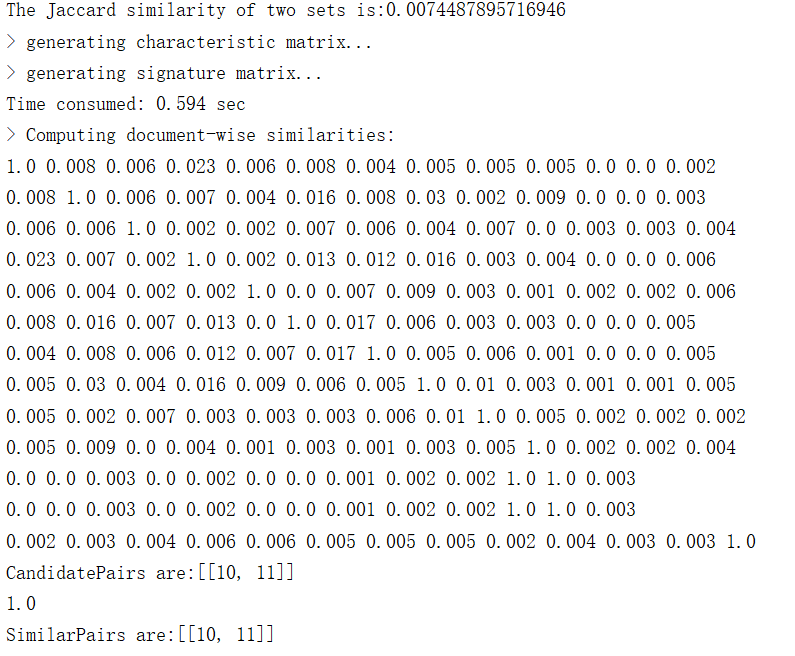 The Jaccard similarity of two sets is:0.0074487895716946
> generating characteristic matrix...
> generating signature matrix...
Time consumed: 0.594 sec
> Computing document-wise similarities:
1.0 0.008 0.006 0.023 0.006 0.008 0.004 0.005 0.005 0.005 0.0 0.0 0.002
0.008 1.0 0.006 0.007 0.004 0.016 0.008 0.03 0.002 0.009 0.0 0.0 0.003
0.006 0.006 1.0 0.002 0.002 0.007 0.006 0.004 0.007 0.0 0.003 0.003 0.004
0.023 0.007 0.002 1.0 0.002 0.013 0.012 0.016 0.003 0.004 0.0 0.0 0.006
0.006 0.004 0.002 0.002 1.0 0.0 0.007 0.009 0.003 0.001 0.002 0.002 0.006
0.008 0.016 0.007 0.013 0.0 1.0 0.017 0.006 0.003 0.003 0.0 0.0 0.005
0.004 0.008 0.006 0.012 0.007 0.017 1.0 0.005 0.006 0.001 0.0 0.0 0.005
0.005 0.03 0.004 0.016 0.009 0.006 0.005 1.0 0.01 0.003 0.001 0.001 0.005
0.005 0.002 0.007 0.003 0.003 0.003 0.006 0.01 1.0 0.005 0.002 0.002 0.002
0.005 0.009 0.0 0.004 0.001 0.003 0.001 0.003 0.005 1.0 0.002 0.002 0.004
0.0 0.0 0.003 0.0 0.002 0.0 0.0 0.001 0.002 0.002 1.0 1.0 0.003
0.0 0.0 0.003 0.0 0.002 0.0 0.0 0.001 0.002 0.002 1.0 1.0 0.003
0.002 0.003 0.004 0.006 0.006 0.005 0.005 0.005 0.002 0.004 0.003 0.003 1.0
CandidatePairs are:[[10, 11]]
1.0
SimilarPairs are:[[10, 11]]